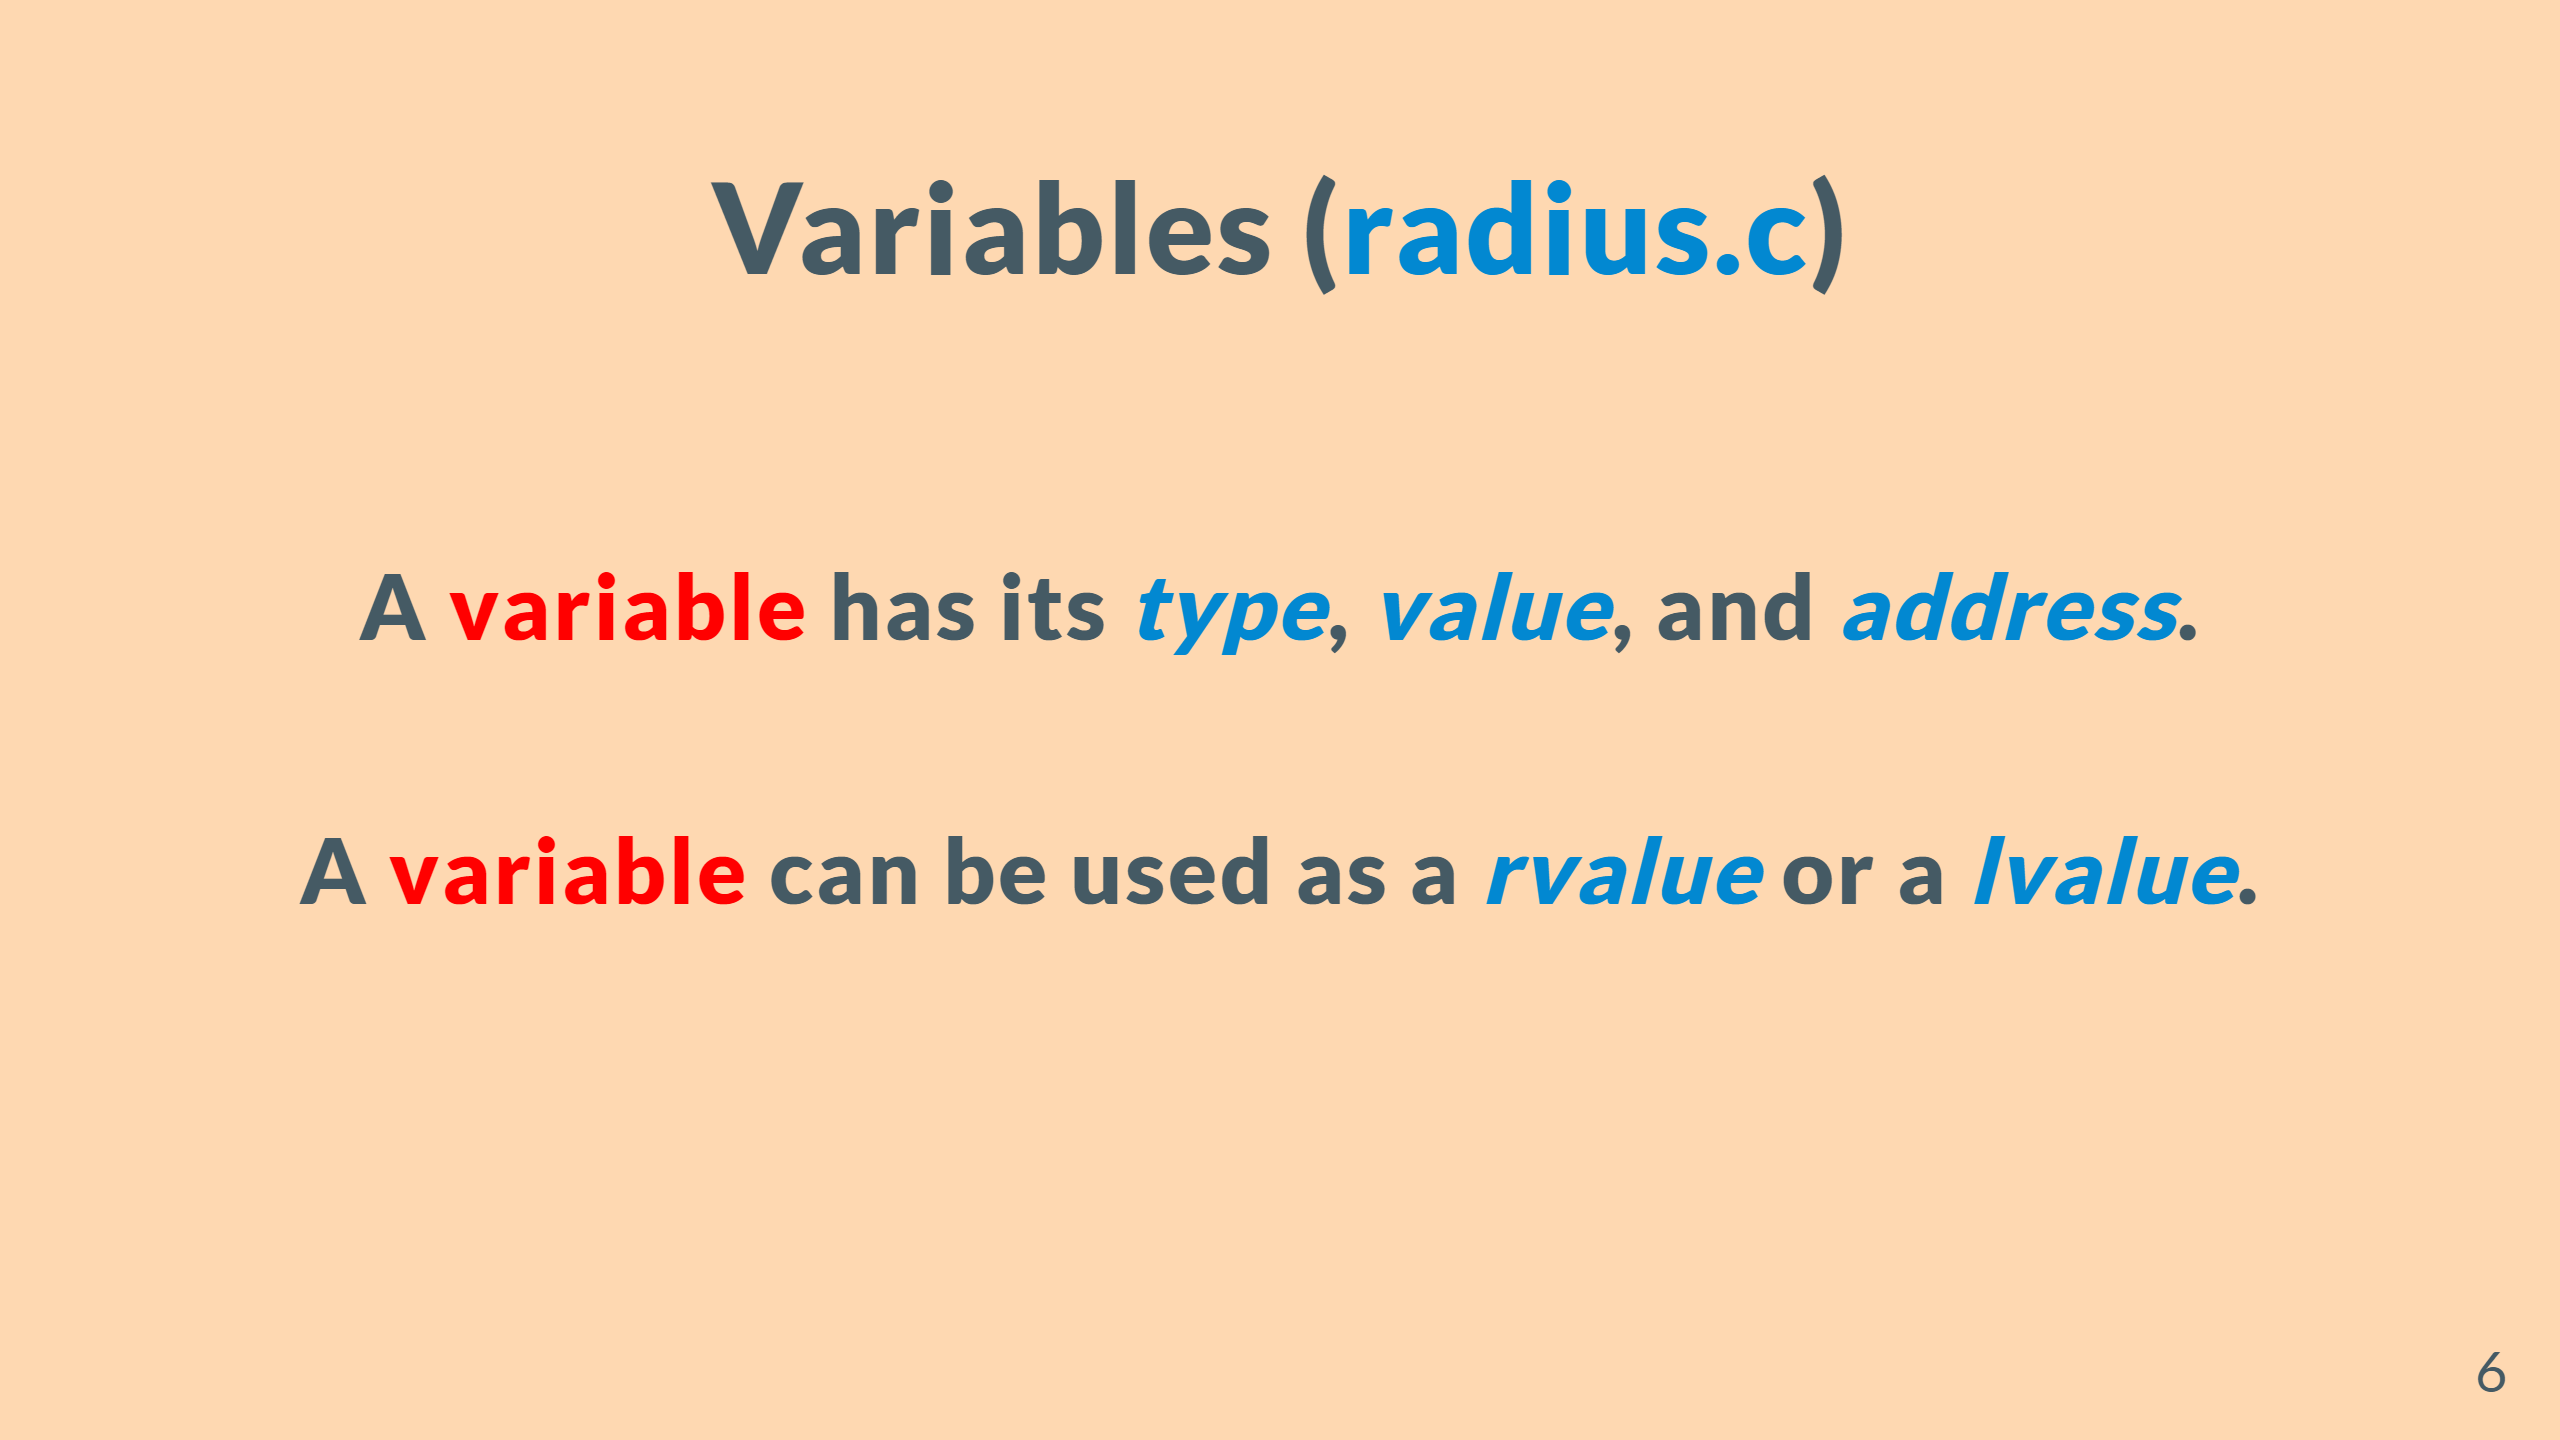 Variables (radius.c)
A variable has its type, value, and address.
A variable can be used as a rvalue or a lvalue.
6